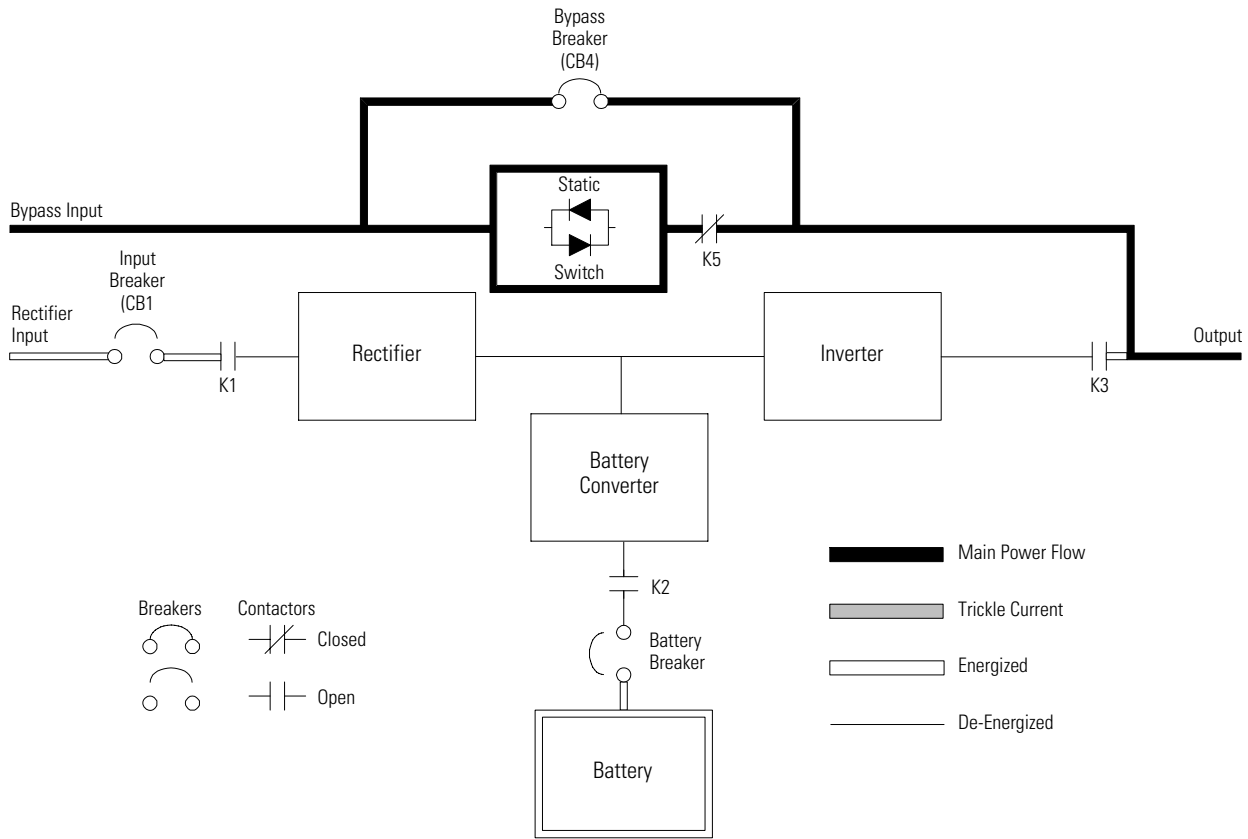 Bypass
Breaker
(CB4)
Static
Bypass Input
Switch
K5
Input
Breaker
(CB1
Rectifier
Input
K1
Rectifier
Inverter
K3
Output
Battery
Converter
K2
Battery
Breaker
Battery
Breakers
Contactors
Closed
Open
Main Power Flow
Trickle Current
Energized
De-Energized